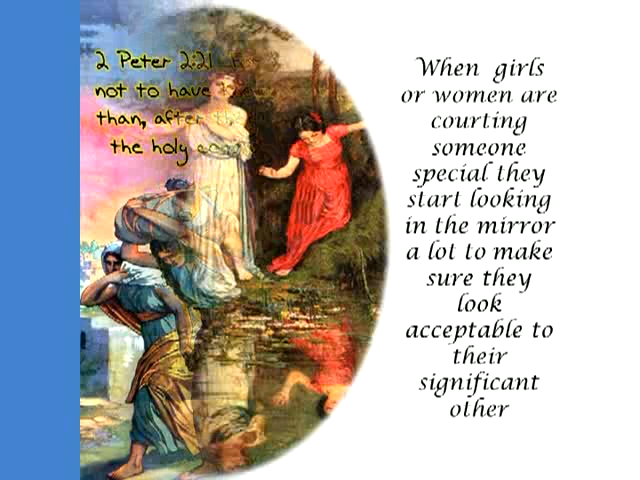 2 Peter 2:21
not to have
than, after
the holy
When girls
or women are
courting
someone
special they
start looking
in the mirror
a lot to make
sure they
look
acceptable to
their
significant
other